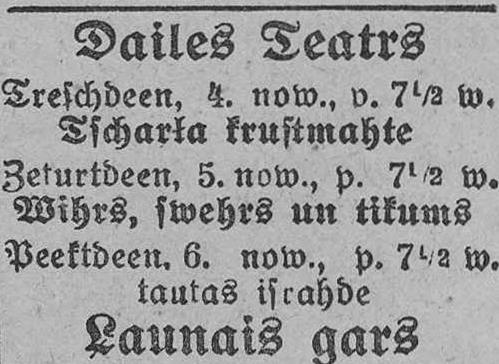 Dailes Teatrs
Treschdeen, 4. now., p. 7 1/2 w.
Tscharła krustmahte
Zeturtdeen, 5. now., p. 7 1/2 w.
Wihrs, swehrs un tikums
Peektdeen, 6. now., p. 7 1/2 w.
tautas israhde
Launais gars